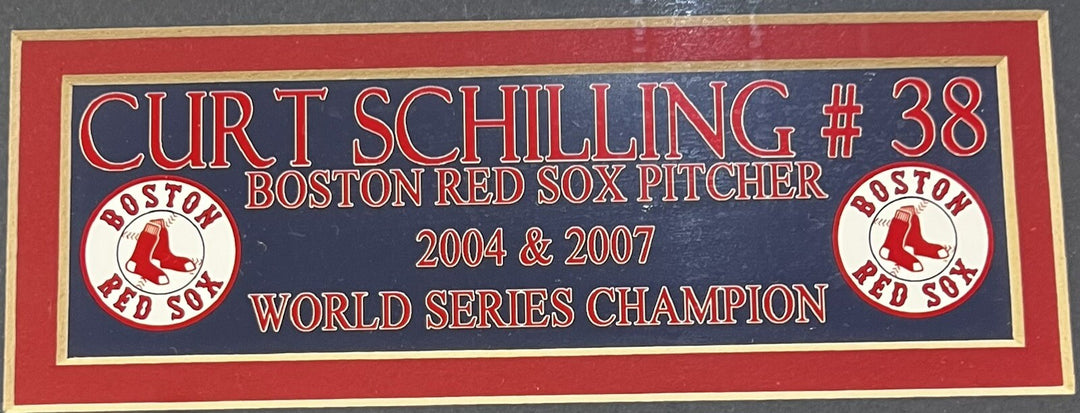 CURT SCHILLING # 38
BOSTON RED SOX PITCHER
2004 & 2007
WORLD SERIES CHAMPION
BOSTON
RED SOX
BOSTON
RED SOX